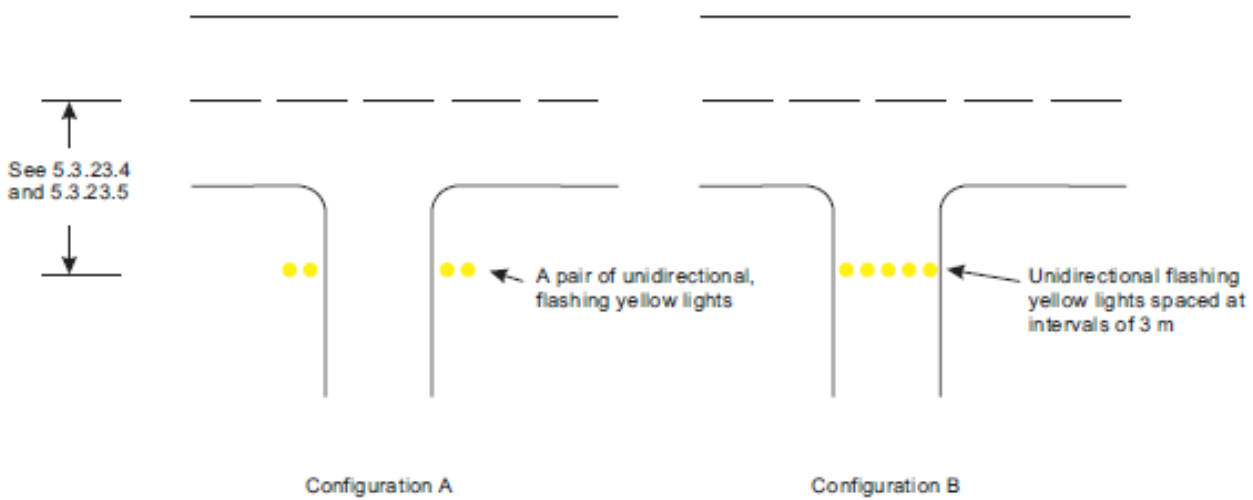 See 5.3.23.4
and 5.3.23.5
A pair of unidirectional,
flashing yellow lights
Unidirectional flashing
yellow lights spaced at
intervals of 3 m
Configuration A
Configuration B